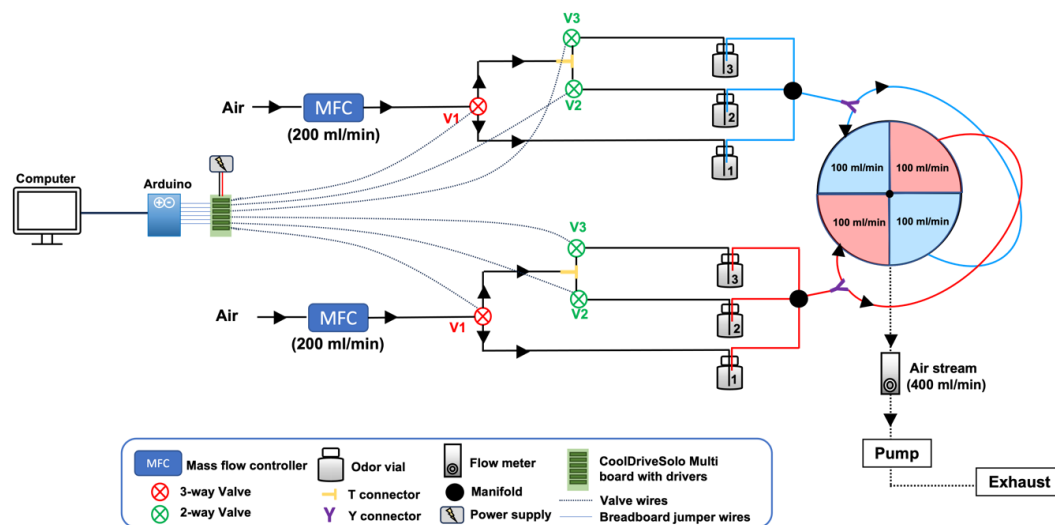 V3
3
Air
MFC
(200 ml/min)
V1
V2
2
1
100 ml/min
100 ml/min
100 ml/min
100 ml/min
Computer
Arduino
V3
3
Air
MFC
(200 ml/min)
V1
V2
2
1
Air stream
(400 ml/min)
Pump
Exhaust
MFC
Mass flow controller
3-way Valve
2-way Valve
Odor vial
T connector
Y connector
Flow meter
Manifold
Power supply
CoolDriveSolo Multi
board with drivers
Valve wires
Breadboard jumper wires